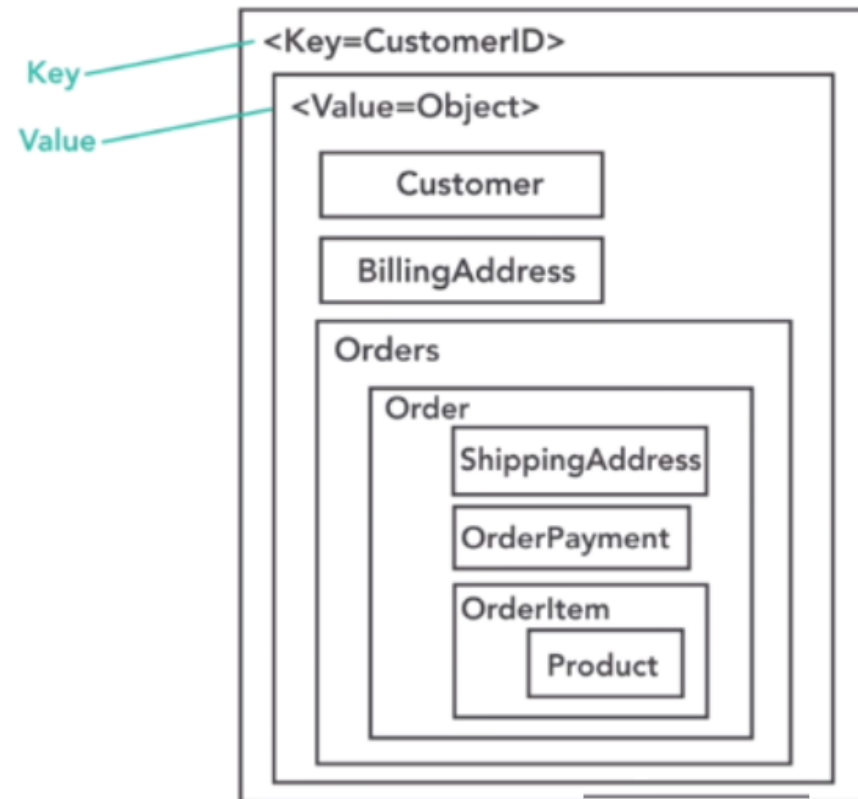 <Key=CustomerID>
Key
<Value=Object>
Value
Customer
BillingAddress
Orders
Order
ShippingAddress
OrderPayment
OrderItem
Product